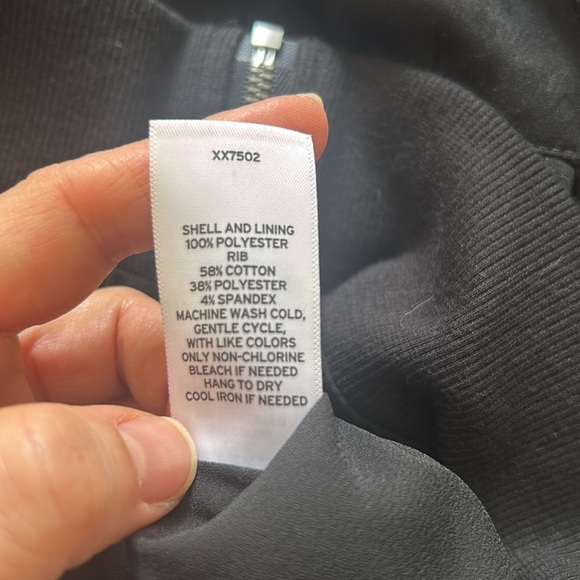 XX7502
SHELL AND LINING
100% POLYESTER
RIB
58% COTTON
38% POLYESTER
4% SPANDEX
MACHINE WASH COLD,
GENTLE CYCLE,
WITH LIKE COLORS
ONLY NON-CHLORINE
BLEACH IF NEEDED
HANG TO DRY
COOL IRON IF NEEDED